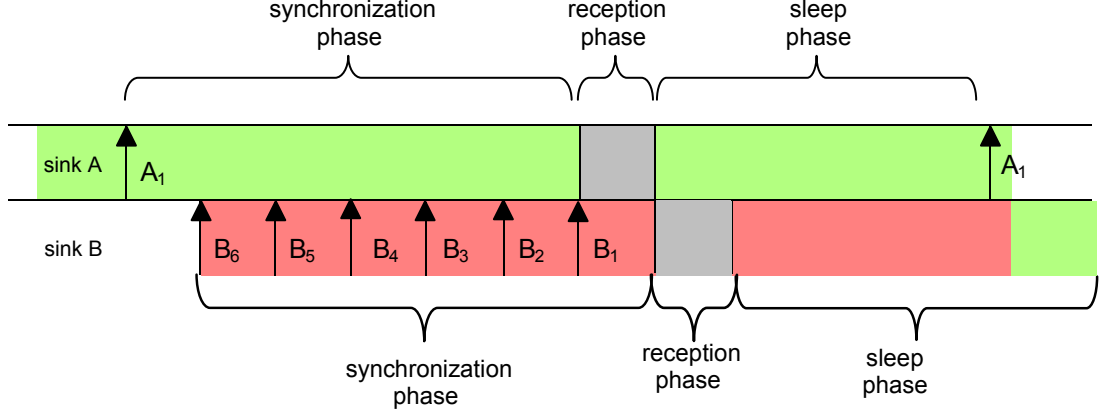 synchronization
phase
reception
phase
sleep
phase
sink A
A₁
A₁
sink B
B₆
B₅
B₄
B₃
B₂
B₁
synchronization
phase
reception
phase
sleep
phase